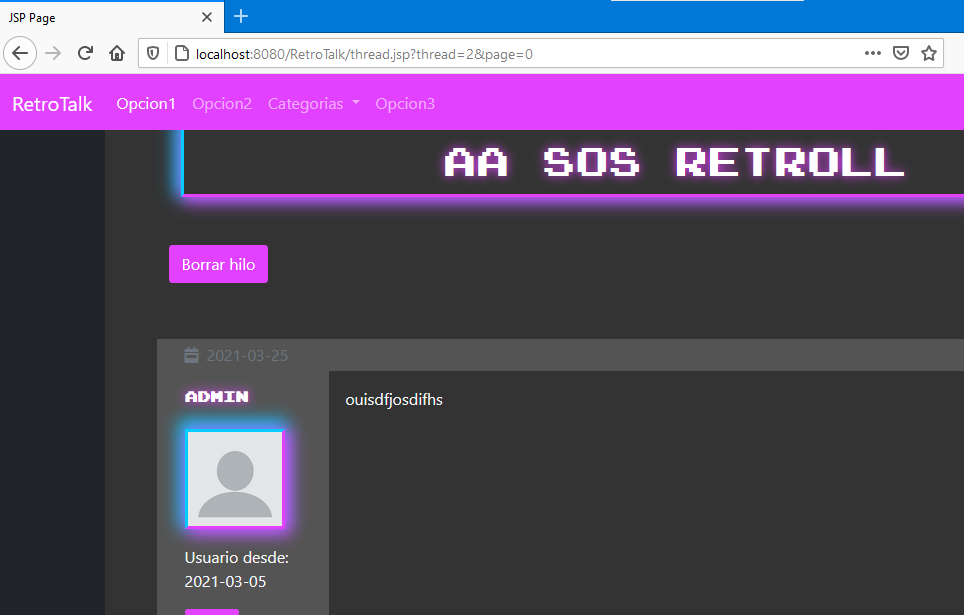 JSP Page
localhost:8080/RetroTalk/thread.jsp?thread=2&page=0
RetroTalk Opcion1 Opcion2 Categorias Opcion3
AA SOS RETROLL
Borrar hilo
2021-03-25
ADMIN
ouisdfjosdifhs
Usuario desde:
2021-03-05